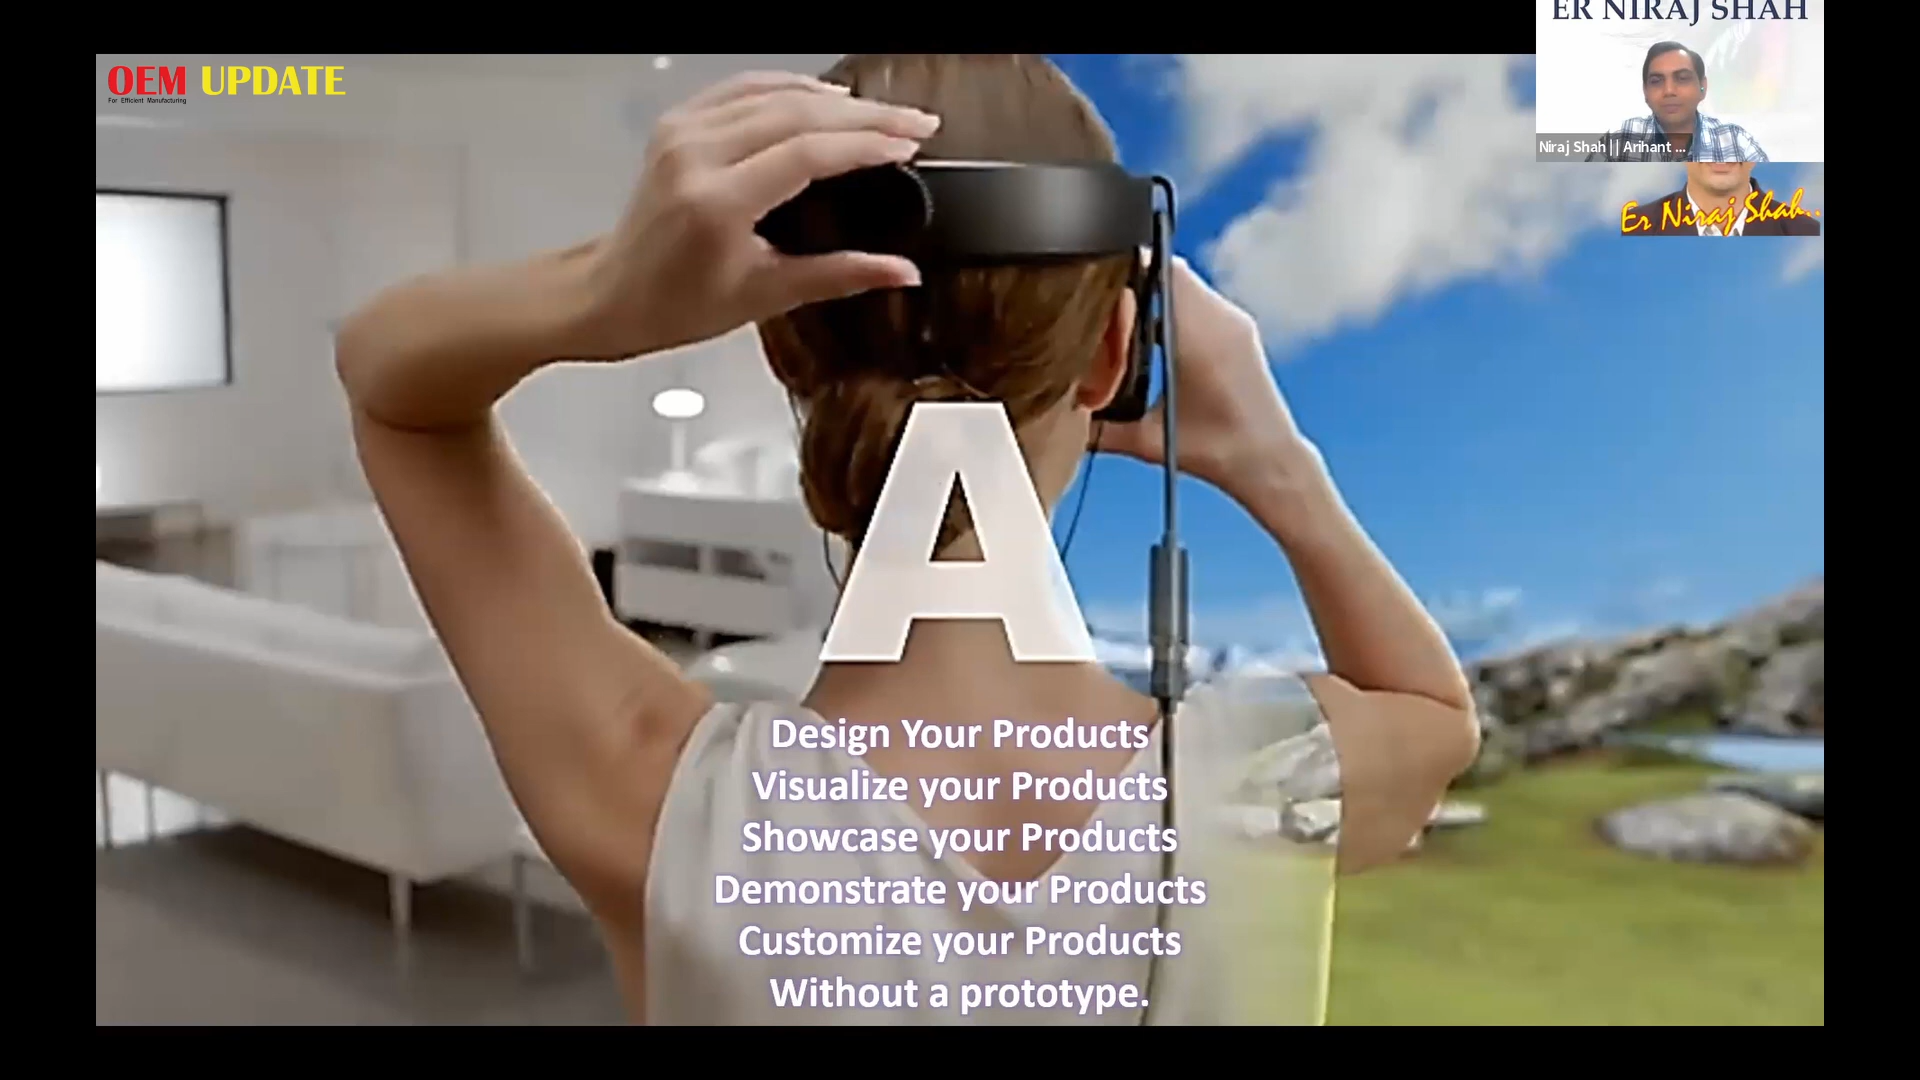 ER NIRAJ SHAH
OEM UPDATE
For Efficient Manufacturing
Niraj Shah || Arihant ...
Er Niraj Shah..
A
Design Your Products
Visualize your Products
Showcase your Products
Demonstrate your Products
Customize your Products
Without a prototype.